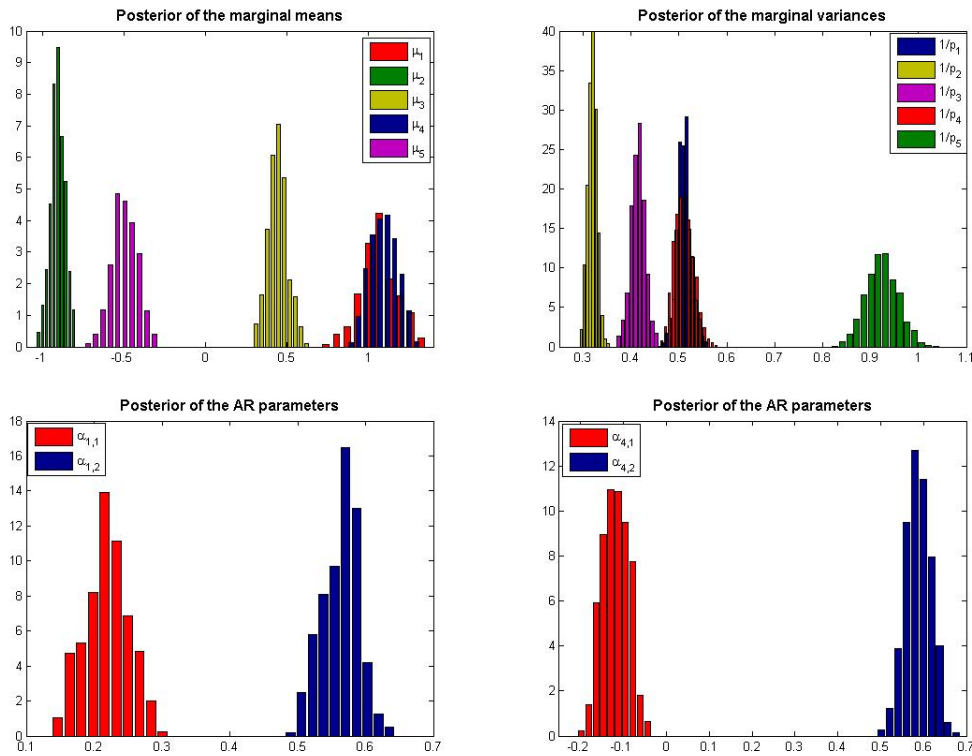 Posterior of the marginal means
10
9
8
7
6
5
4
3
2
1
0
-1 -0.5 0 0.5 1
μ1
μ2
μ3
μ4
μ5
Posterior of the marginal variances
40
35
30
25
20
15
10
5
0
0.3 0.4 0.5 0.6 0.7 0.8 0.9 1 1.1
1/p1
1/p2
1/p3
1/p4
1/p5
Posterior of the AR parameters
18
16
14
12
10
8
6
4
2
0
0.1 0.2 0.3 0.4 0.5 0.6 0.7
α1,1
α1,2
Posterior of the AR parameters
14
12
10
8
6
4
2
0
-0.2 -0.1 0 0.1 0.2 0.3 0.4 0.5 0.6 0.7
α4,1
α4,2